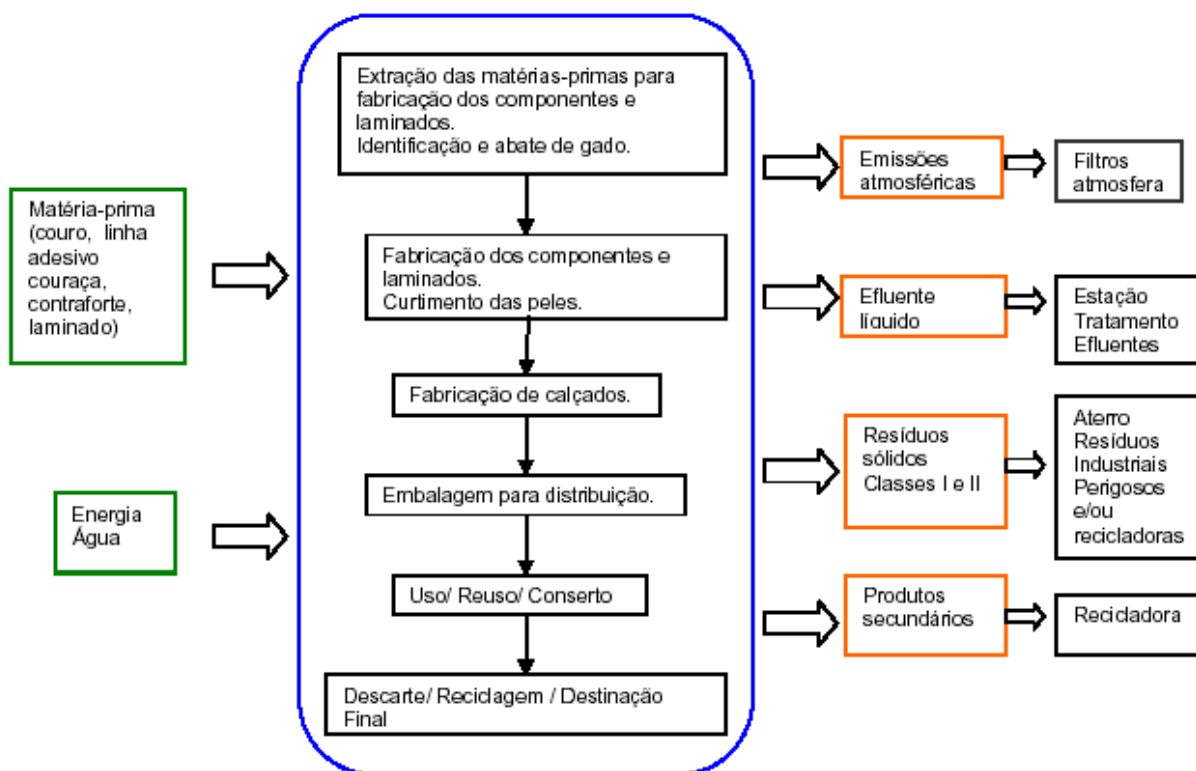 Matéria-prima
(couro, linha
adesivo
couraça,
contraforte,
laminado)
Energia
Água
Extração das matérias-primas para
fabricação dos componentes e
laminados.
Identificação e abate de gado.
Fabricação dos componentes e
laminados.
Curtimento das peles.
Fabricação de calçados.
Embalagem para distribuição.
Uso/ Reuso/ Conserto
Descarte/ Reciclagem / Destinação
Final
Emissões
atmosféricas
Filtros
atmosfera
Efluente
líquido
Estação
Tratamento
Efluentes
Resíduos
sólidos
Classes I e II
Aterro
Resíduos
Industriais
Perigosos
e/ou
recicladoras
Produtos
secundários
Recicladora